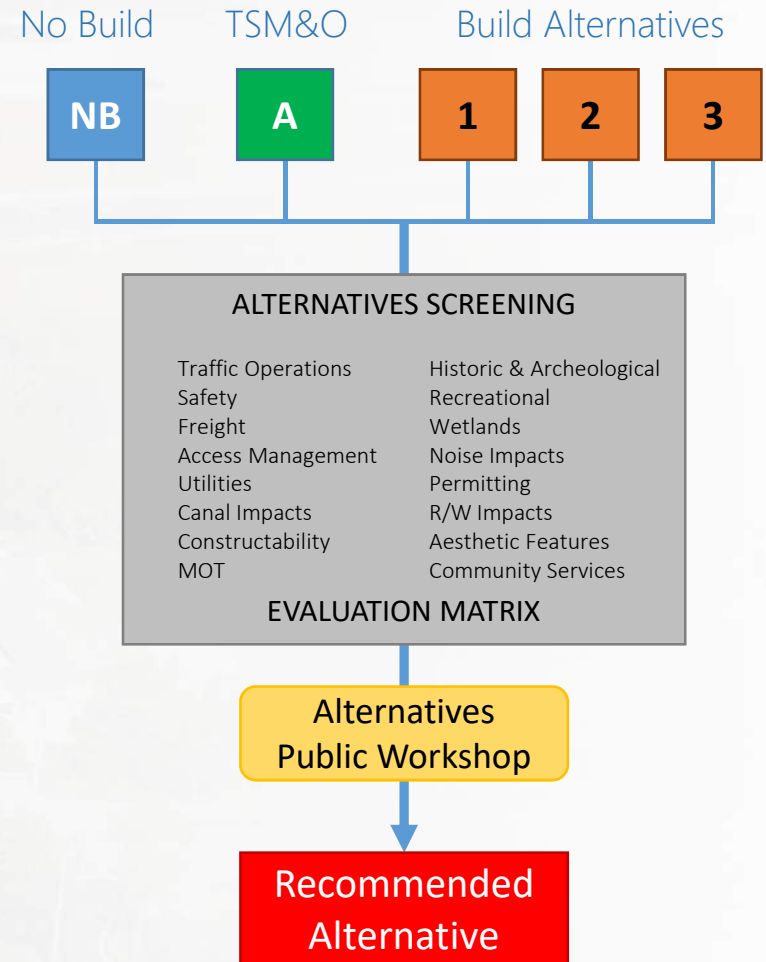 No Build TSM&O Build Alternatives
NB A 1 2 3
ALTERNATIVES SCREENING
Traffic Operations
Safety
Freight
Access Management
Utilities
Canal Impacts
Constructability
MOT
Historic & Archeological
Recreational
Wetlands
Noise Impacts
Permitting
R/W Impacts
Aesthetic Features
Community Services
EVALUATION MATRIX
Alternatives
Public Workshop
Recommended
Alternative